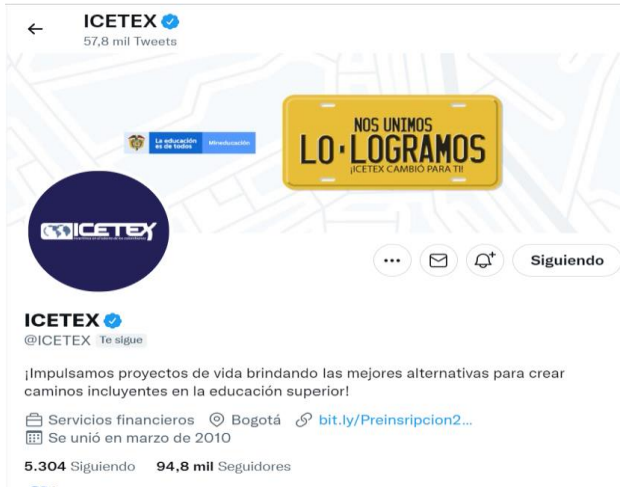 ICETEX
57,8 mil Tweets
La educación
es de todos
Mineducación
NOS UNIMOS
LO·LOGRAMOS
¡ICETEX CAMBIÓ PARA TI!
ICETEX
Siguiendo
ICETEX
@ICETEX Te sigue
¡Impulsamos proyectos de vida brindando las mejores alternativas para crear
caminos incluyentes en la educación superior!
Servicios financieros Bogotá bit.ly/Preinsripcion2...
Se unió en marzo de 2010
5.304 Siguiendo 94,8 mil Seguidores